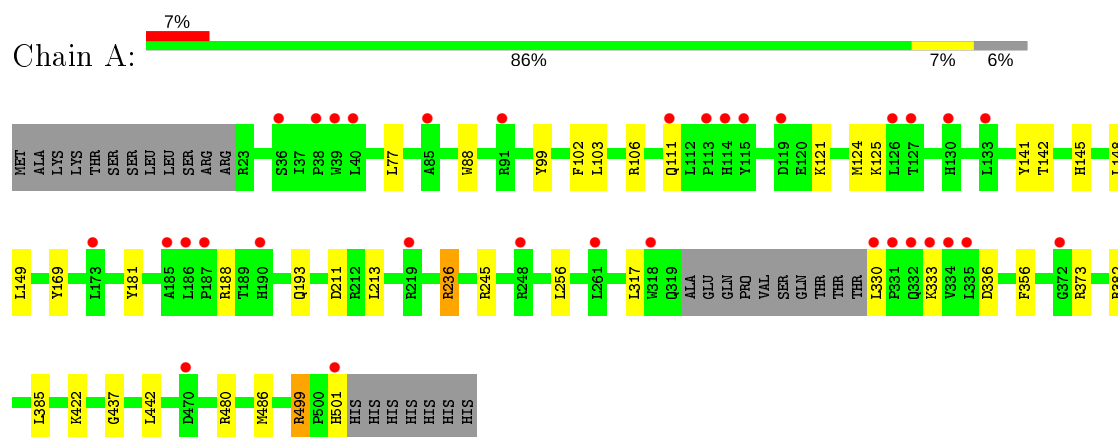 7%
Chain A:
86% 7% 6%
MET ALA LYS LYS THR SER SER LEU LEU SER ARG ARG R23 S36 I37 P38 W39 L40 L77 A85 W88 R91 Y99 F102 L103 R106 Q111 L112 P113 H114 Y115 D119 E120 K121 M124 K125 L126 T127 H130 L133 Y141 T142 H145 L148
L149 Y169 L173 Y181 A185 L186 P187 R188 T189 H190 Q193 D211 R212 L213 R219 R236 R245 R248 L256 L261 L317 W318 Q319 ALA GLU GLN PRO VAL SER GLN THR THR THR L330 P331 Q332 K333 V334 L335 D336 F356 G372 R373
L385 K422 G437 L442 D470 R480 M486 R499 P500 H501 HIS HIS HIS HIS HIS HIS HIS